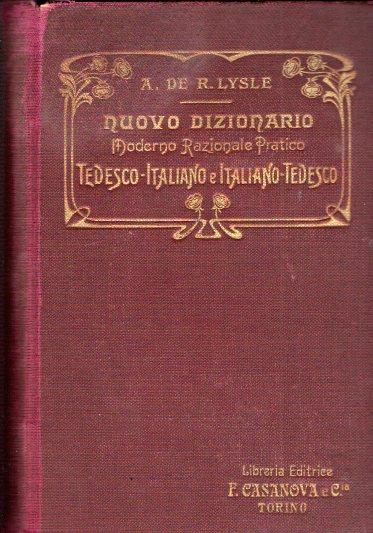 A. DE R. LYSLE
NUOVO DIZIONARIO
Moderno Razionale Pratico
TEDESCO-ITALIANO e ITALIANO-TEDESCO
Libreria Editrice
F. CASANOVA e C.ia
TORINO